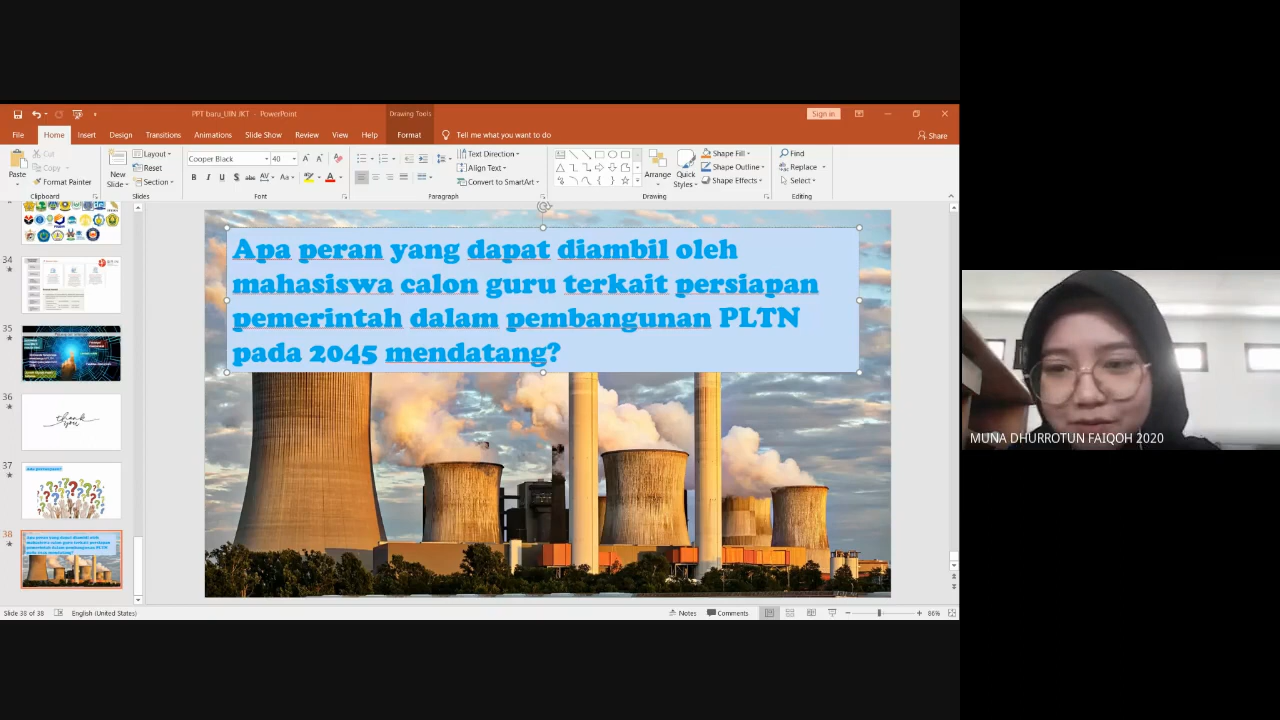 PPT baru_UIN JKT - PowerPoint
Drawing Tools
Sign in
File Home Insert Design Transitions Animations Slide Show Review View Help Format Tell me what you want to do Share
Paste
Cut
Copy
Format Painter
Clipboard
New Slide
Layout
Reset
Section
Slides
Cooper Black 40
Font
Paragraph
Text Direction
Align Text
Convert to SmartArt
Arrange
Quick Styles
Shape Fill
Shape Outline
Shape Effects
Drawing
Find
Replace
Select
Editing
34
35
36
thank you
37
38
Apa peran yang dapat diambil oleh
mahasiswa calon guru terkait persiapan
pemerintah dalam pembangunan PLTN
pada 2045 mendatang?
MUNA DHURROTUN FAIQOH 2020
Slide 38 of 38 English (United States) Notes Comments 86%